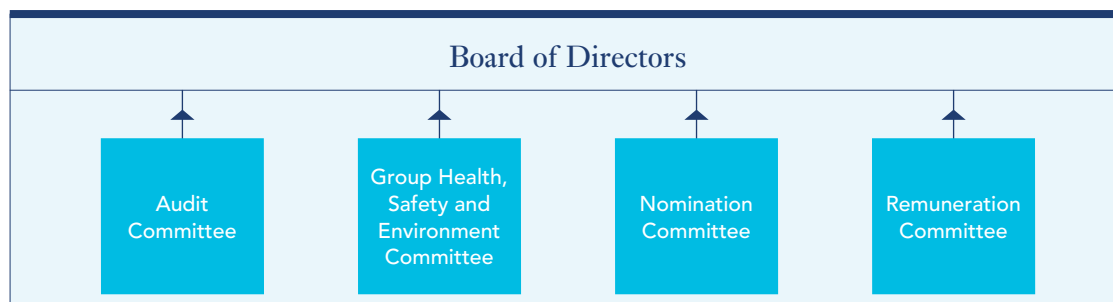 Board of Directors
Audit
Committee
Group Health,
Safety and
Environment
Committee
Nomination
Committee
Remuneration
Committee